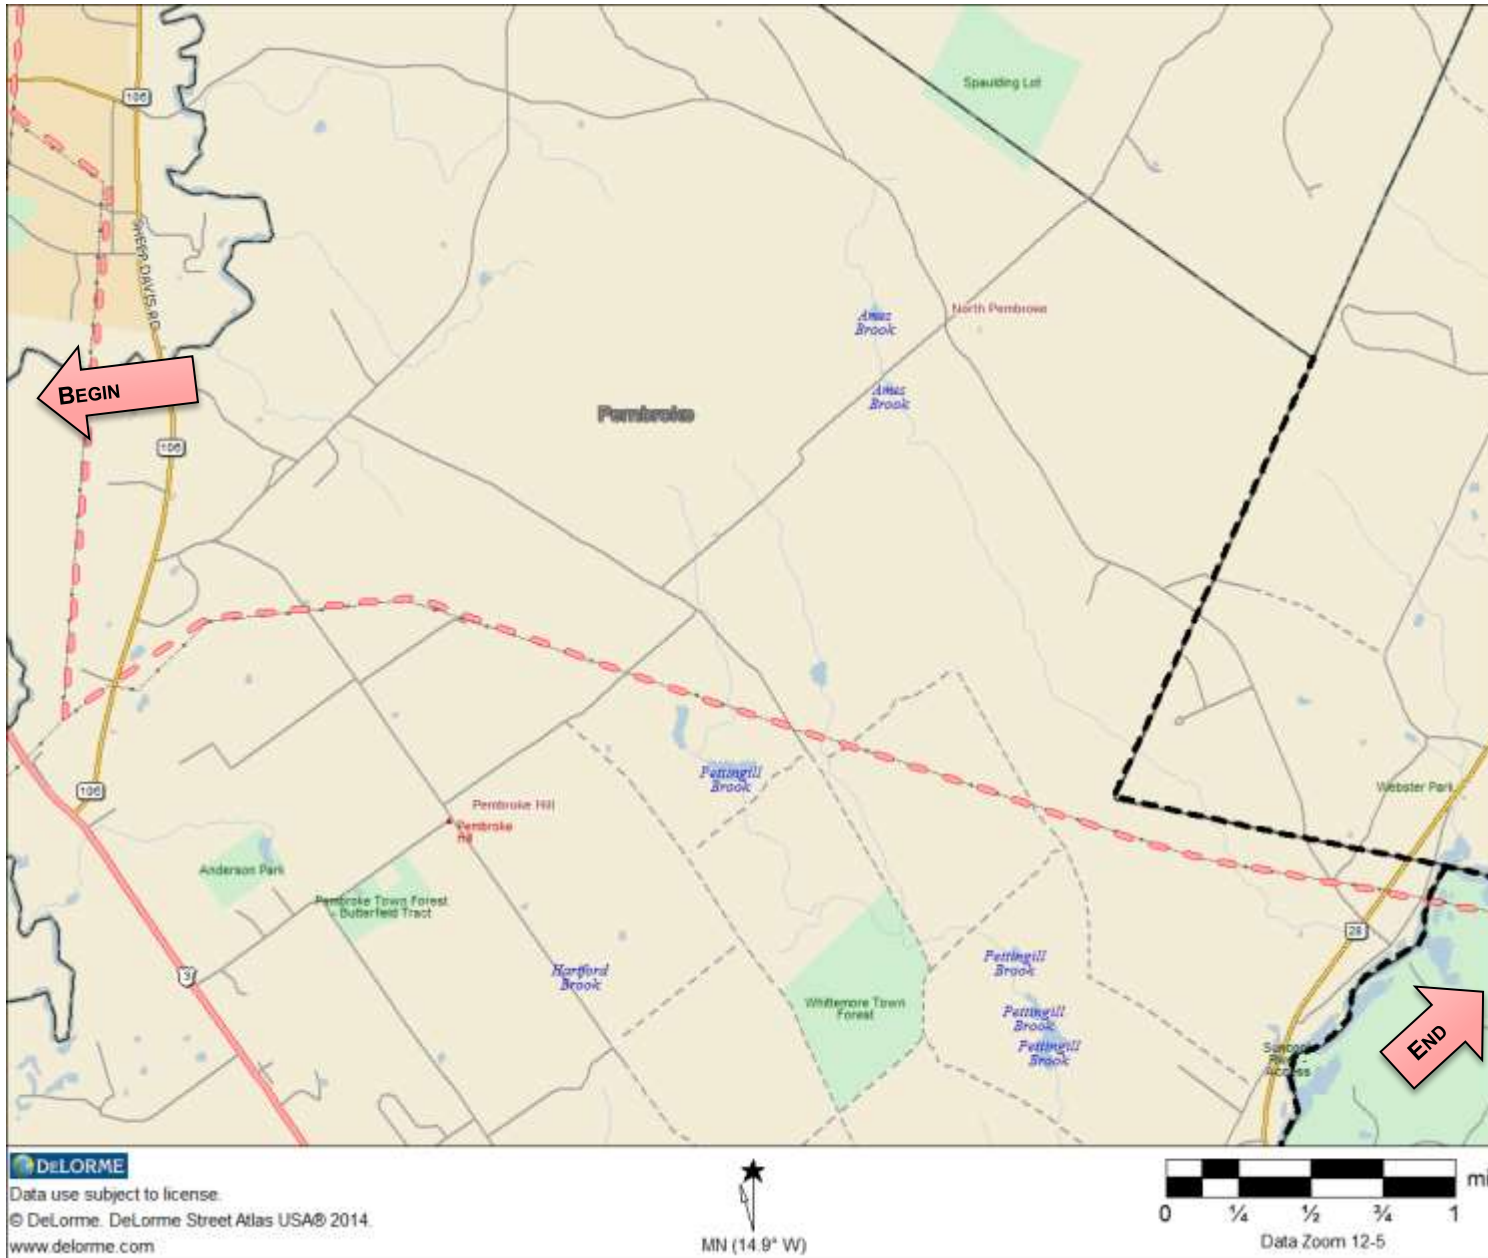 Spaulding Lot
106
SHEEP DAVIS RD
North Pembroke
Ames
Brook
BEGIN
Ames
Brook
Pembroke
106
Pettingill
Brook
Webster Park
106
Pembroke Hill
Pembroke
Hill
Anderson Park
Pembroke Town Forest
- Butterfield Tract
28
3
Hartford
Brook
Pettingill
Brook
Whittemore Town
Forest
Pettingill
Brook
Pettingill
Brook
END
Access
DELORME
Data use subject to license.
© DeLorme. DeLorme Street Atlas USA® 2014.
www.delorme.com
MN (14.9° W)
mi
0 ¼ ½ ¾ 1
Data Zoom 12-5